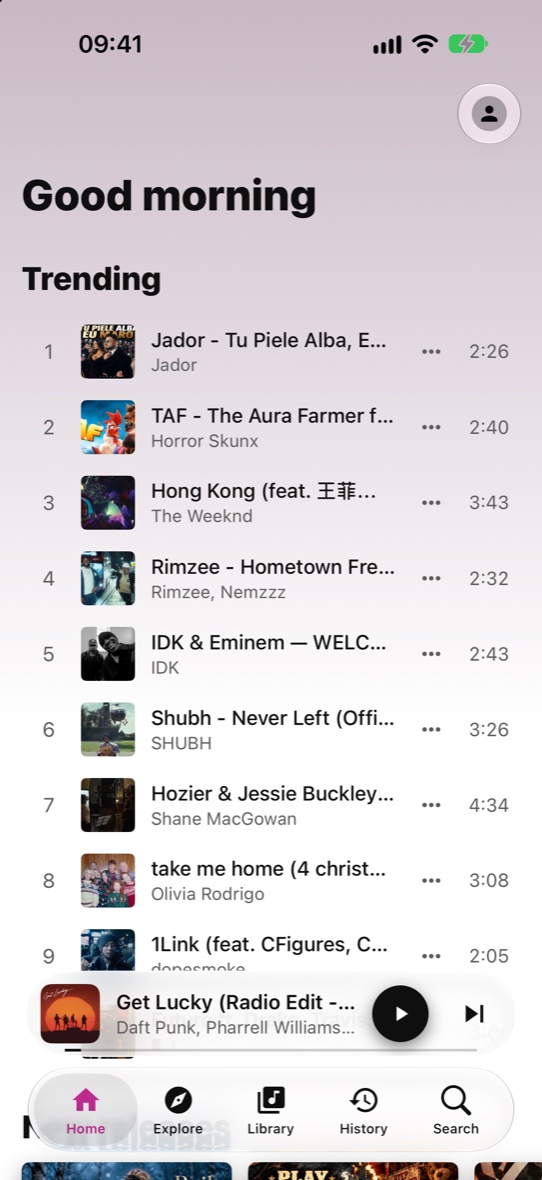 09:41
Good morning
Trending
1
Jador - Tu Piele Alba, E...
Jador
2:26
2
TAF - The Aura Farmer f...
Horror Skunx
2:40
3
Hong Kong (feat. 王菲...
The Weeknd
3:43
4
Rimzee - Hometown Fre...
Rimzee, Nemzzz
2:32
5
IDK & Eminem — WELC...
IDK
2:43
6
Shubh - Never Left (Offi...
SHUBH
3:26
7
Hozier & Jessie Buckley...
Shane MacGowan
4:34
8
take me home (4 christ...
Olivia Rodrigo
3:08
9
1Link (feat. CFigures, C...
dopesmoke
2:05
Get Lucky (Radio Edit -...
Daft Punk, Pharrell Williams...
Home
Explore
Library
History
Search
PLAY